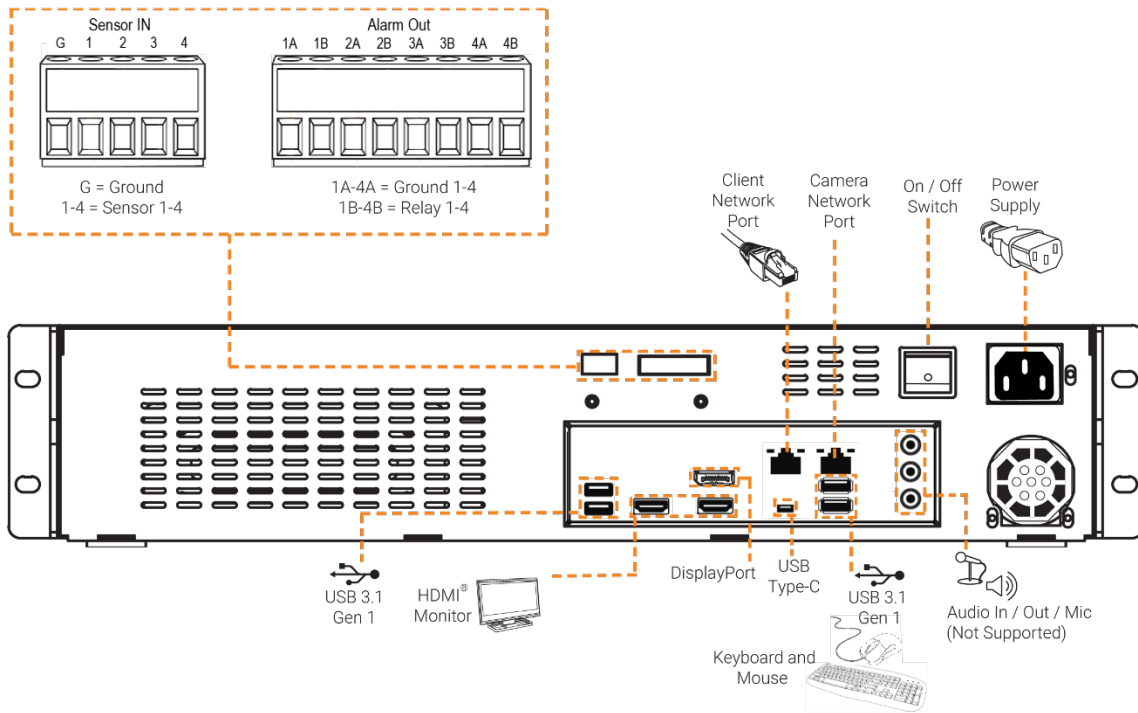 Sensor IN
G 1 2 3 4
G = Ground
1-4 = Sensor 1-4
Alarm Out
1A 1B 2A 2B 3A 3B 4A 4B
1A-4A = Ground 1-4
1B-4B = Relay 1-4
Client
Network
Port
Camera
Network
Port
On / Off
Switch
Power
Supply
USB 3.1
Gen 1
HDMI®
Monitor
DisplayPort
USB
Type-C
USB 3.1
Gen 1
Audio In / Out / Mic
(Not Supported)
Keyboard and
Mouse